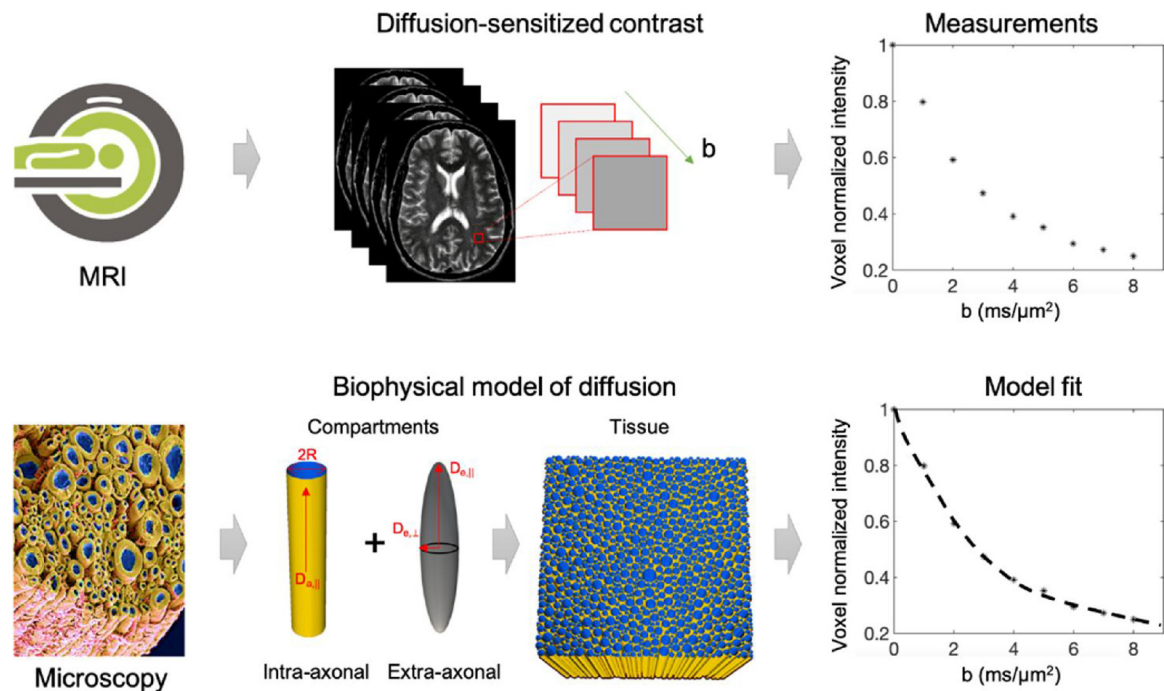 Diffusion-sensitized contrast
Measurements
MRI
b
Voxel normalized intensity
1
0.8
0.6
0.4
0.2
0 2 4 6 8
b (ms/µm²)
Biophysical model of diffusion
Model fit
Compartments
Tissue
2R
D_{a,||}
+
D_{e,||}
D_{e,⊥}
Intra-axonal
Extra-axonal
Microscopy
Voxel normalized intensity
1
0.8
0.6
0.4
0.2
0 2 4 6 8
b (ms/µm²)